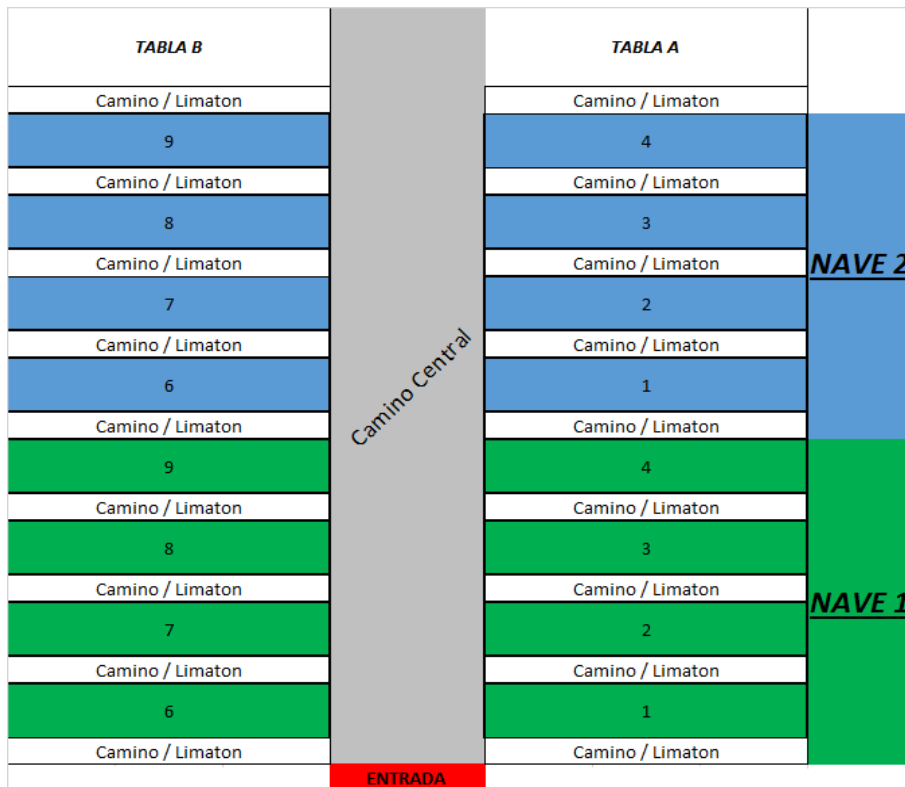 TABLA B
TABLA A
Camino / Limaton
Camino / Limaton
9
4
Camino / Limaton
Camino / Limaton
8
3
Camino / Limaton
Camino / Limaton
NAVE 2
7
2
Camino / Limaton
Camino / Limaton
Camino Central
6
1
Camino / Limaton
Camino / Limaton
9
4
Camino / Limaton
Camino / Limaton
8
3
Camino / Limaton
Camino / Limaton
NAVE 1
7
2
Camino / Limaton
Camino / Limaton
6
1
Camino / Limaton
Camino / Limaton
ENTRADA